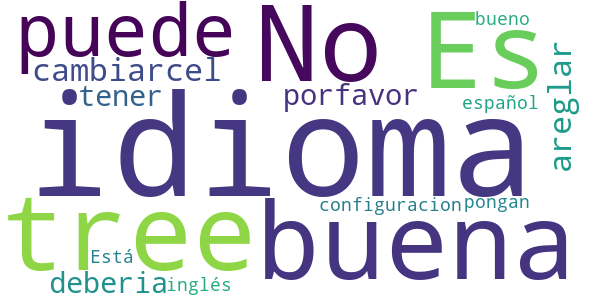 puede No Es bueno
cambiarcel
tener porfavor español
areglar
idioma
tree buena
configuracion pongan
Está
deberia inglés